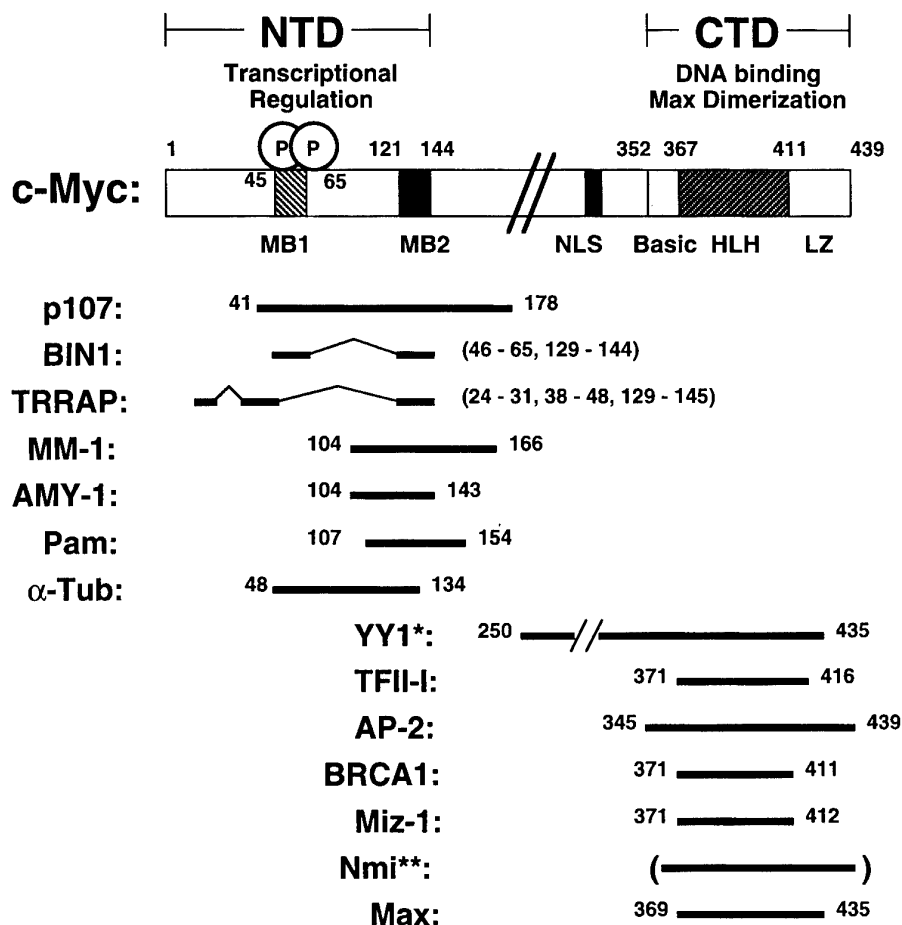 NTD CTD
Transcriptional Regulation DNA binding Max Dimerization
P P
1 121 144 352 367 411 439
c-Myc: 45 65
MB1 MB2 NLS Basic HLH LZ
p107: 41 178
BIN1: (46 - 65, 129 - 144)
TRRAP: (24 - 31, 38 - 48, 129 - 145)
MM-1: 104 166
AMY-1: 104 143
Pam: 107 154
α-Tub: 48 134
YY1*: 250 435
TFII-I: 371 416
AP-2: 345 439
BRCA1: 371 411
Miz-1: 371 412
Nmi**: ( )
Max: 369 435